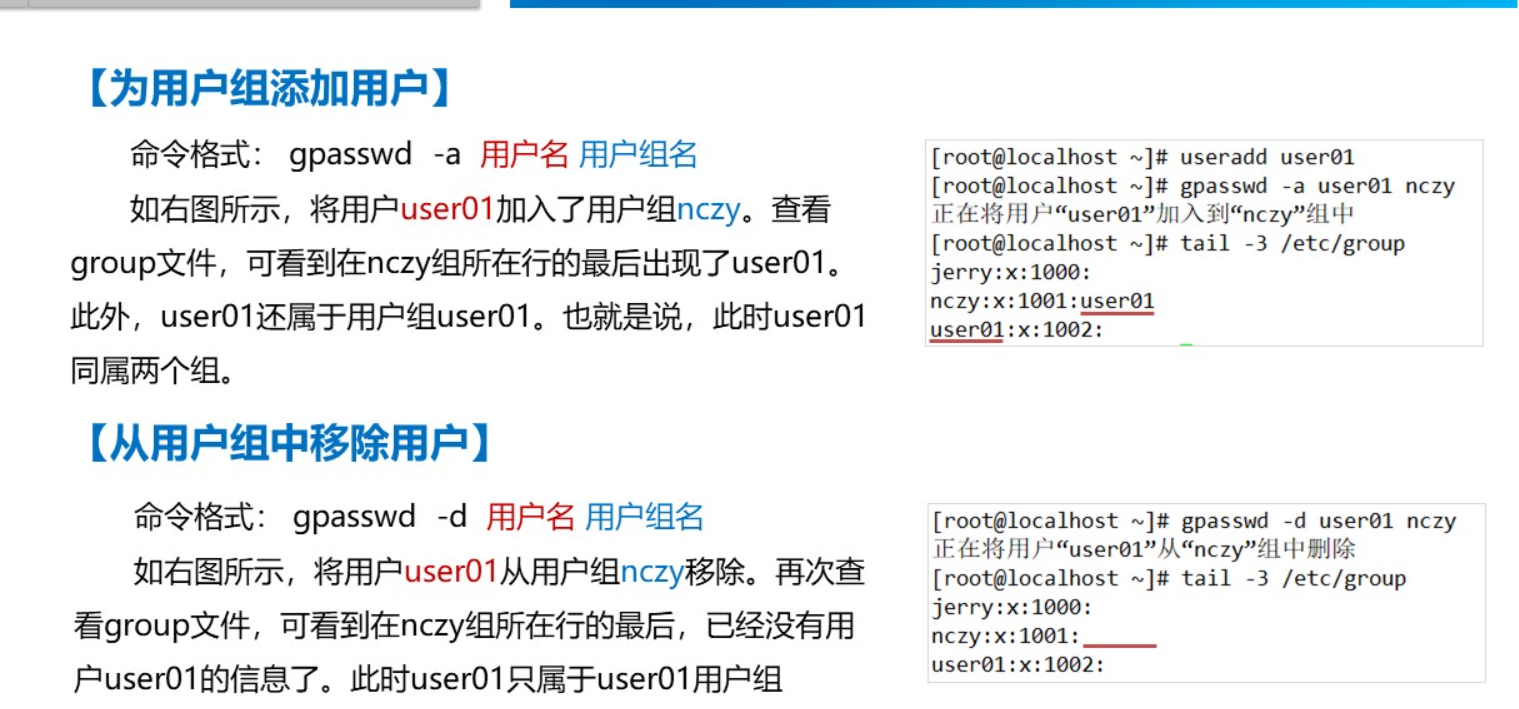 【为用户组添加用户】
命令格式： gpasswd -a 用户名 用户组名
如右图所示，将用户user01加入了用户组nczy。查看
group文件，可看到在nczy组所在行的最后出现了user01。
此外，user01还属于用户组user01。也就是说，此时user01
同属两个组。
[root@localhost ~]# useradd user01
[root@localhost ~]# gpasswd -a user01 nczy
正在将用户“user01”加入到“nczy”组中
[root@localhost ~]# tail -3 /etc/group
jerry:x:1000:
nczy:x:1001:user01
user01:x:1002:
【从用户组中移除用户】
命令格式： gpasswd -d 用户名 用户组名
如右图所示，将用户user01从用户组nczy移除。再次查
看group文件，可看到在nczy组所在行的最后，已经没有用
户user01的信息了。此时user01只属于user01用户组
[root@localhost ~]# gpasswd -d user01 nczy
正在将用户“user01”从“nczy”组中删除
[root@localhost ~]# tail -3 /etc/group
jerry:x:1000:
nczy:x:1001:
user01:x:1002: